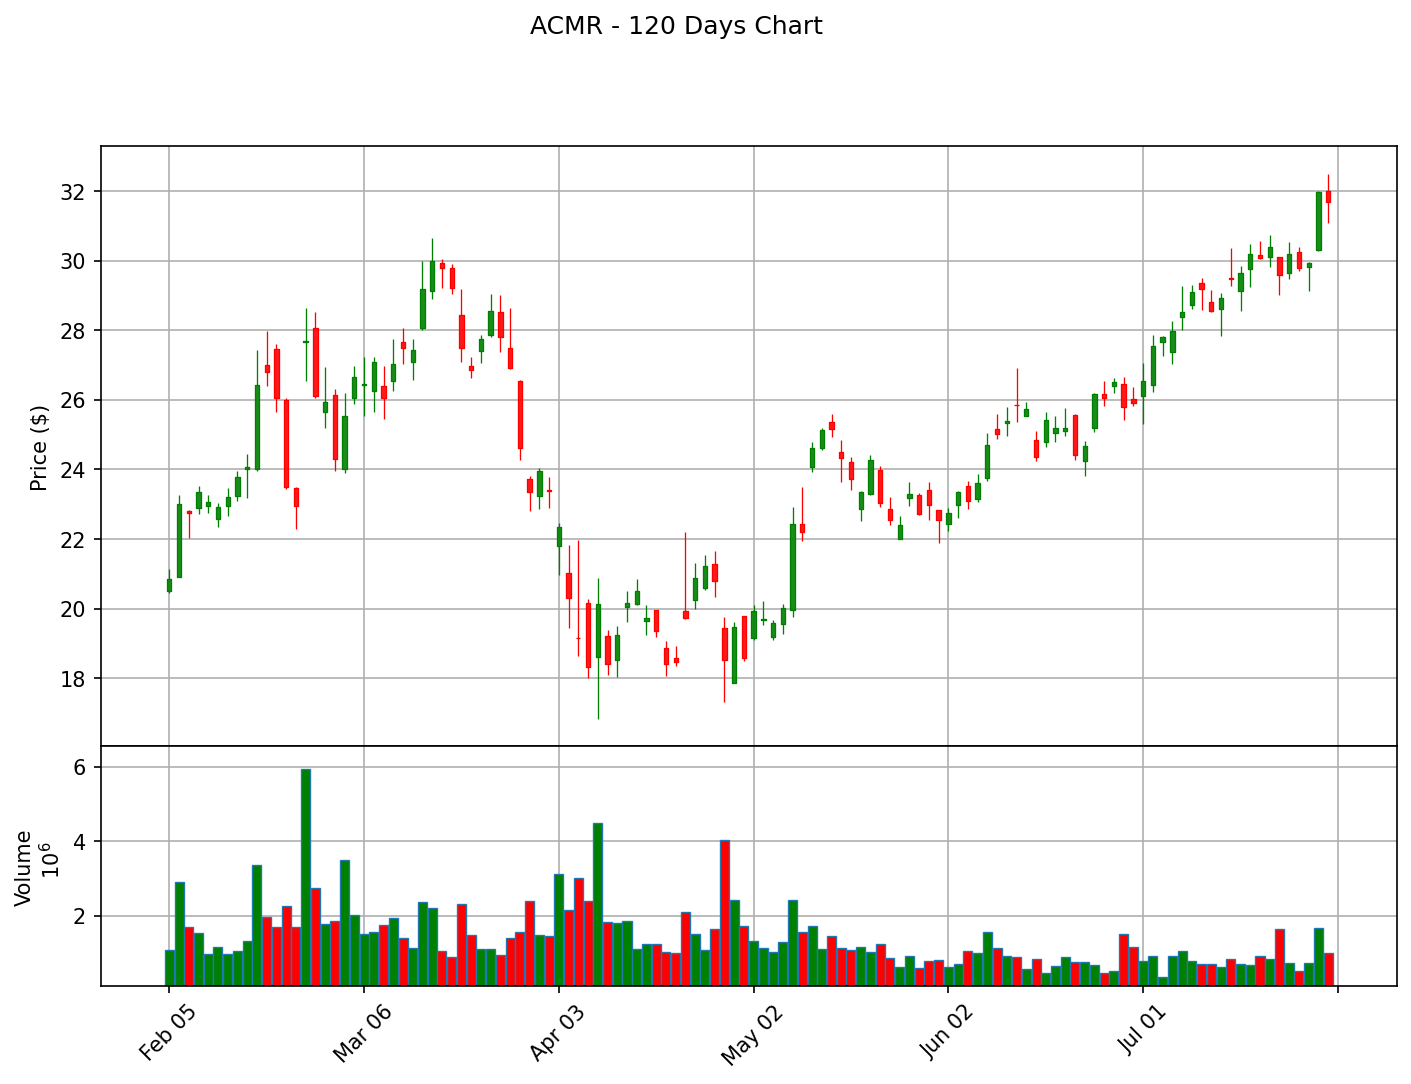 ACMR - 120 Days Chart
32
30
28
26
24
22
20
18
Price ($)
6
4
2
Volume
10⁶
Feb 05
Mar 06
Apr 03
May 02
Jun 02
Jul 01